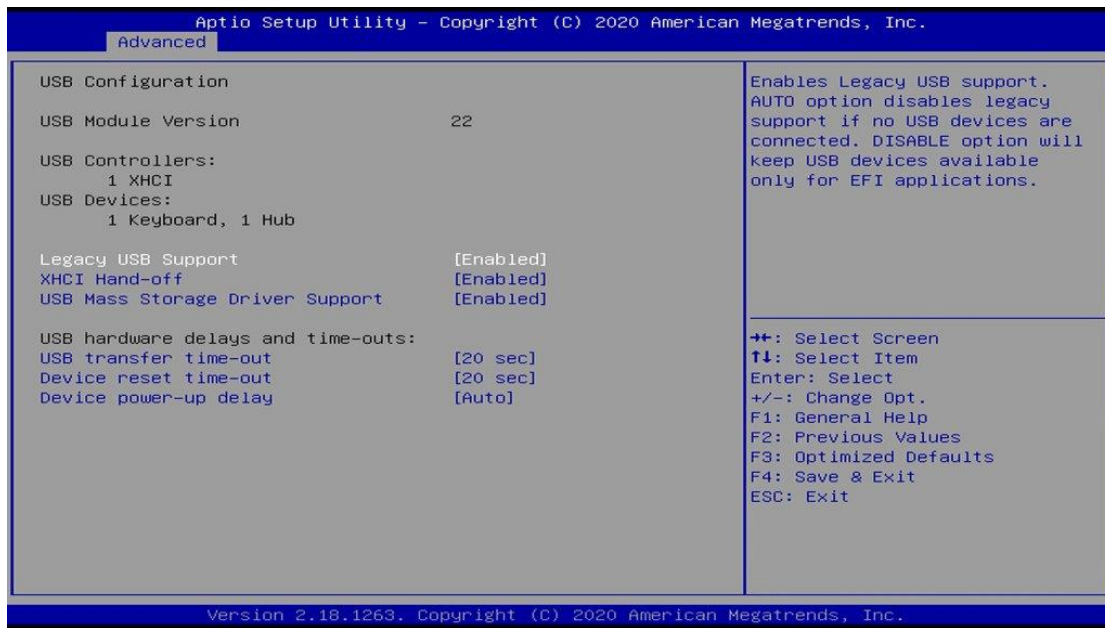 Aptio Setup Utility – Copyright (C) 2020 American Megatrends, Inc.
Advanced
USB Configuration
USB Module Version 22
USB Controllers:
1 XHCI
USB Devices:
1 Keyboard, 1 Hub
Legacy USB Support [Enabled]
XHCI Hand-off [Enabled]
USB Mass Storage Driver Support [Enabled]
USB hardware delays and time-outs:
USB transfer time-out [20 sec]
Device reset time-out [20 sec]
Device power-up delay [Auto]
Enables Legacy USB support.
AUTO option disables legacy
support if no USB devices are
connected. DISABLE option will
keep USB devices available
only for EFI applications.
→←: Select Screen
↑↓: Select Item
Enter: Select
+/-: Change Opt.
F1: General Help
F2: Previous Values
F3: Optimized Defaults
F4: Save & Exit
ESC: Exit
Version 2.18.1263. Copyright (C) 2020 American Megatrends, Inc.